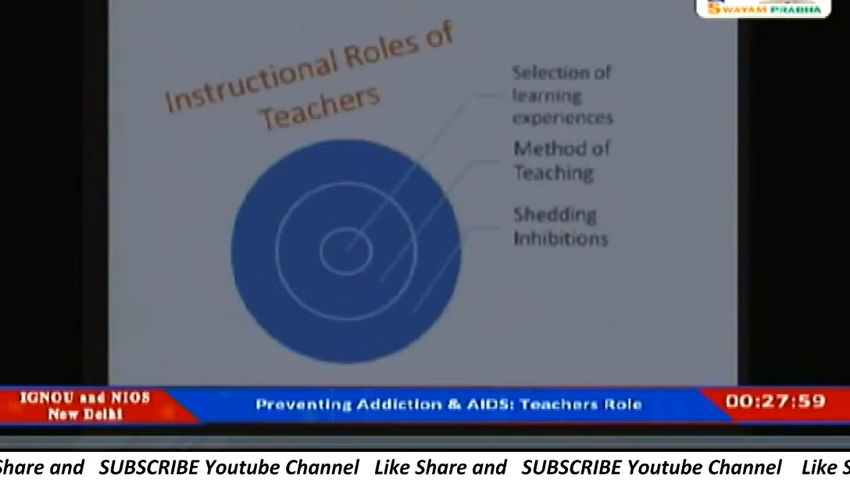 SWAYAM PRABHA
Instructional Roles of
Teachers
Selection of
learning
experiences
Method of
Teaching
Shedding
Inhibitions
IGNOU and NIOS
New Delhi
Preventing Addiction & AIDS: Teachers Role
00:27:59
Share and SUBSCRIBE Youtube Channel Like Share and SUBSCRIBE Youtube Channel Like S